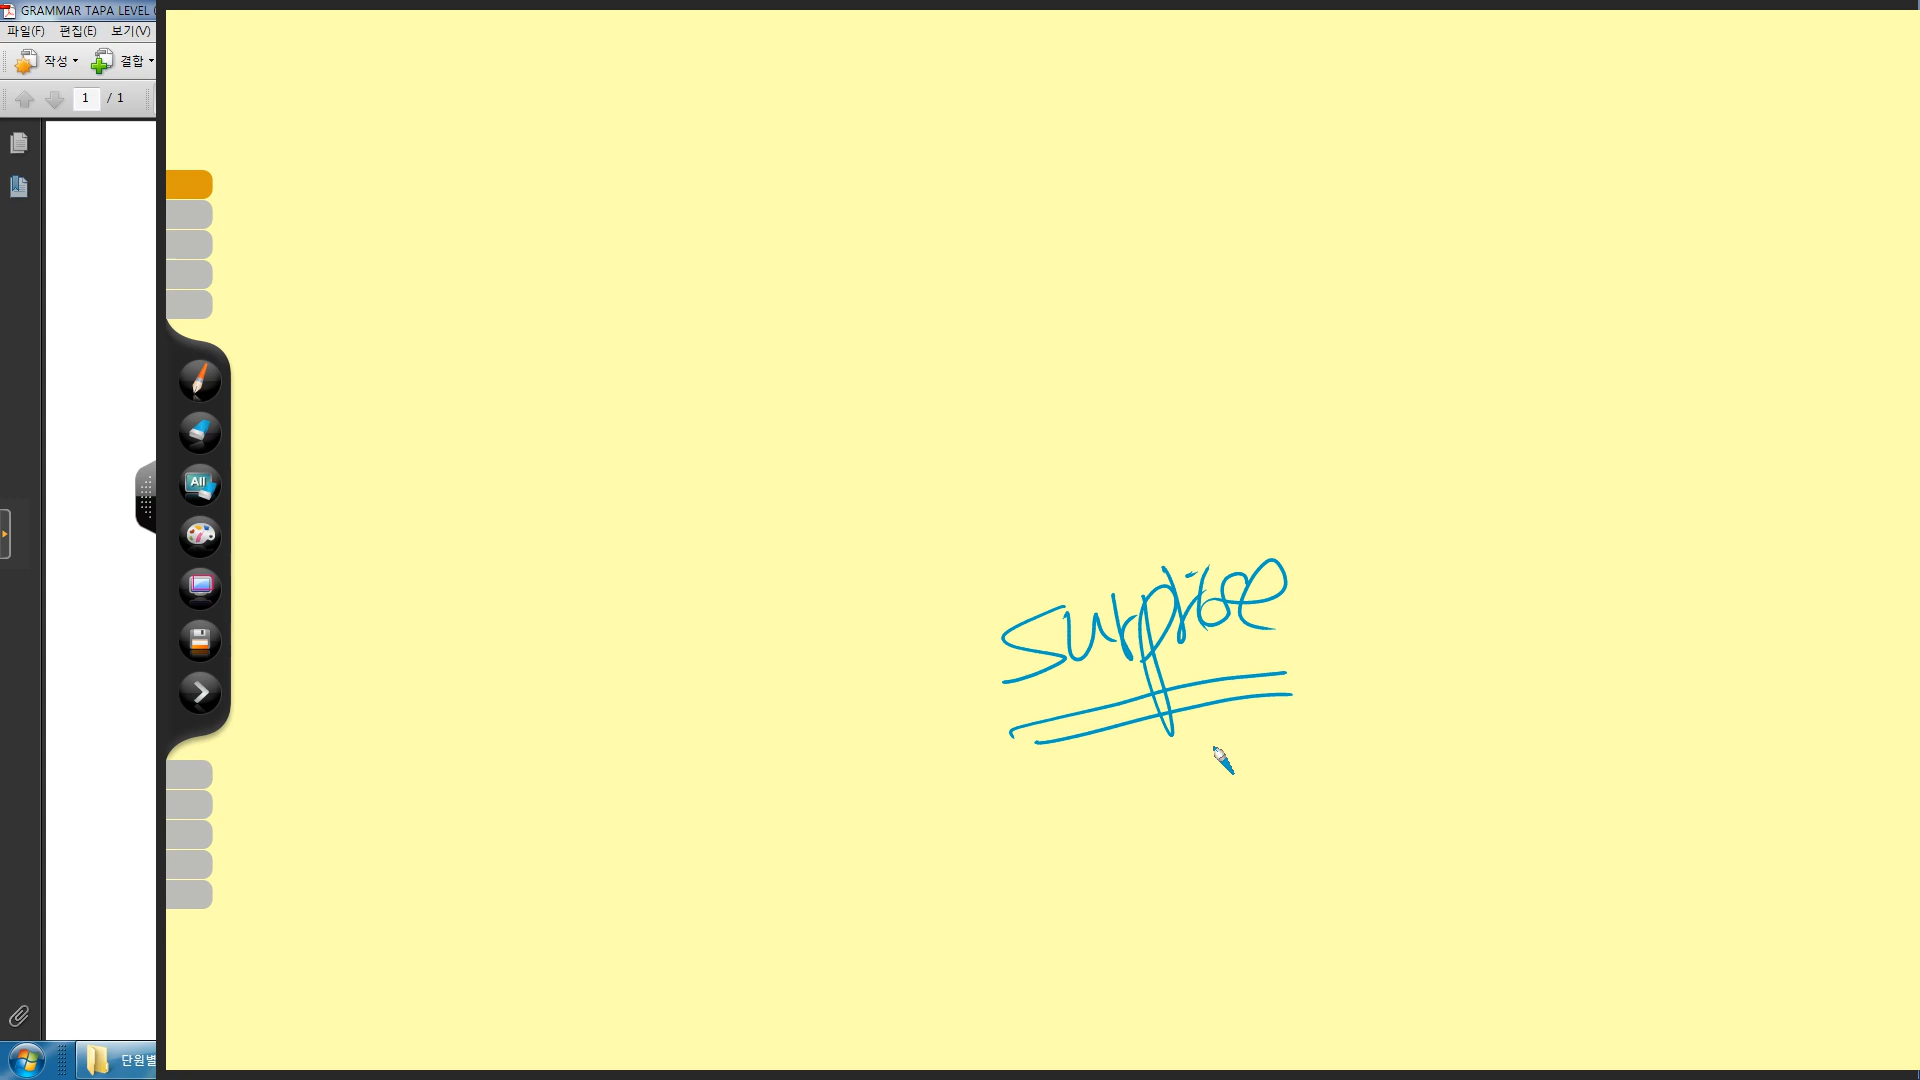 GRAMMAR TAPA LEVEL
파일(F) 편집(E) 보기(V)
작성 결합
1 / 1
All
surprise
단원별